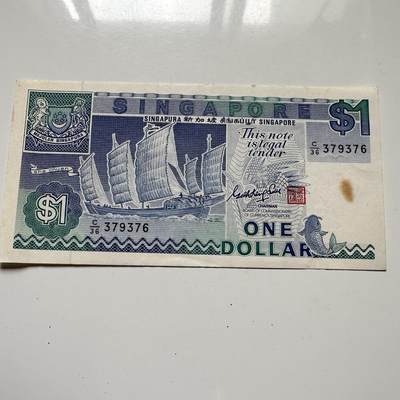 SINGAPORE
$1
SINGAPURA 新加坡 சிங்கப்பூர் SINGAPORE
This note
is legal
tender
C/36 379376
$1
CHAIRMAN
BOARD OF COMMISSIONERS
OF CURRENCY, SINGAPORE
C/36 379376
ONE
DOLLAR